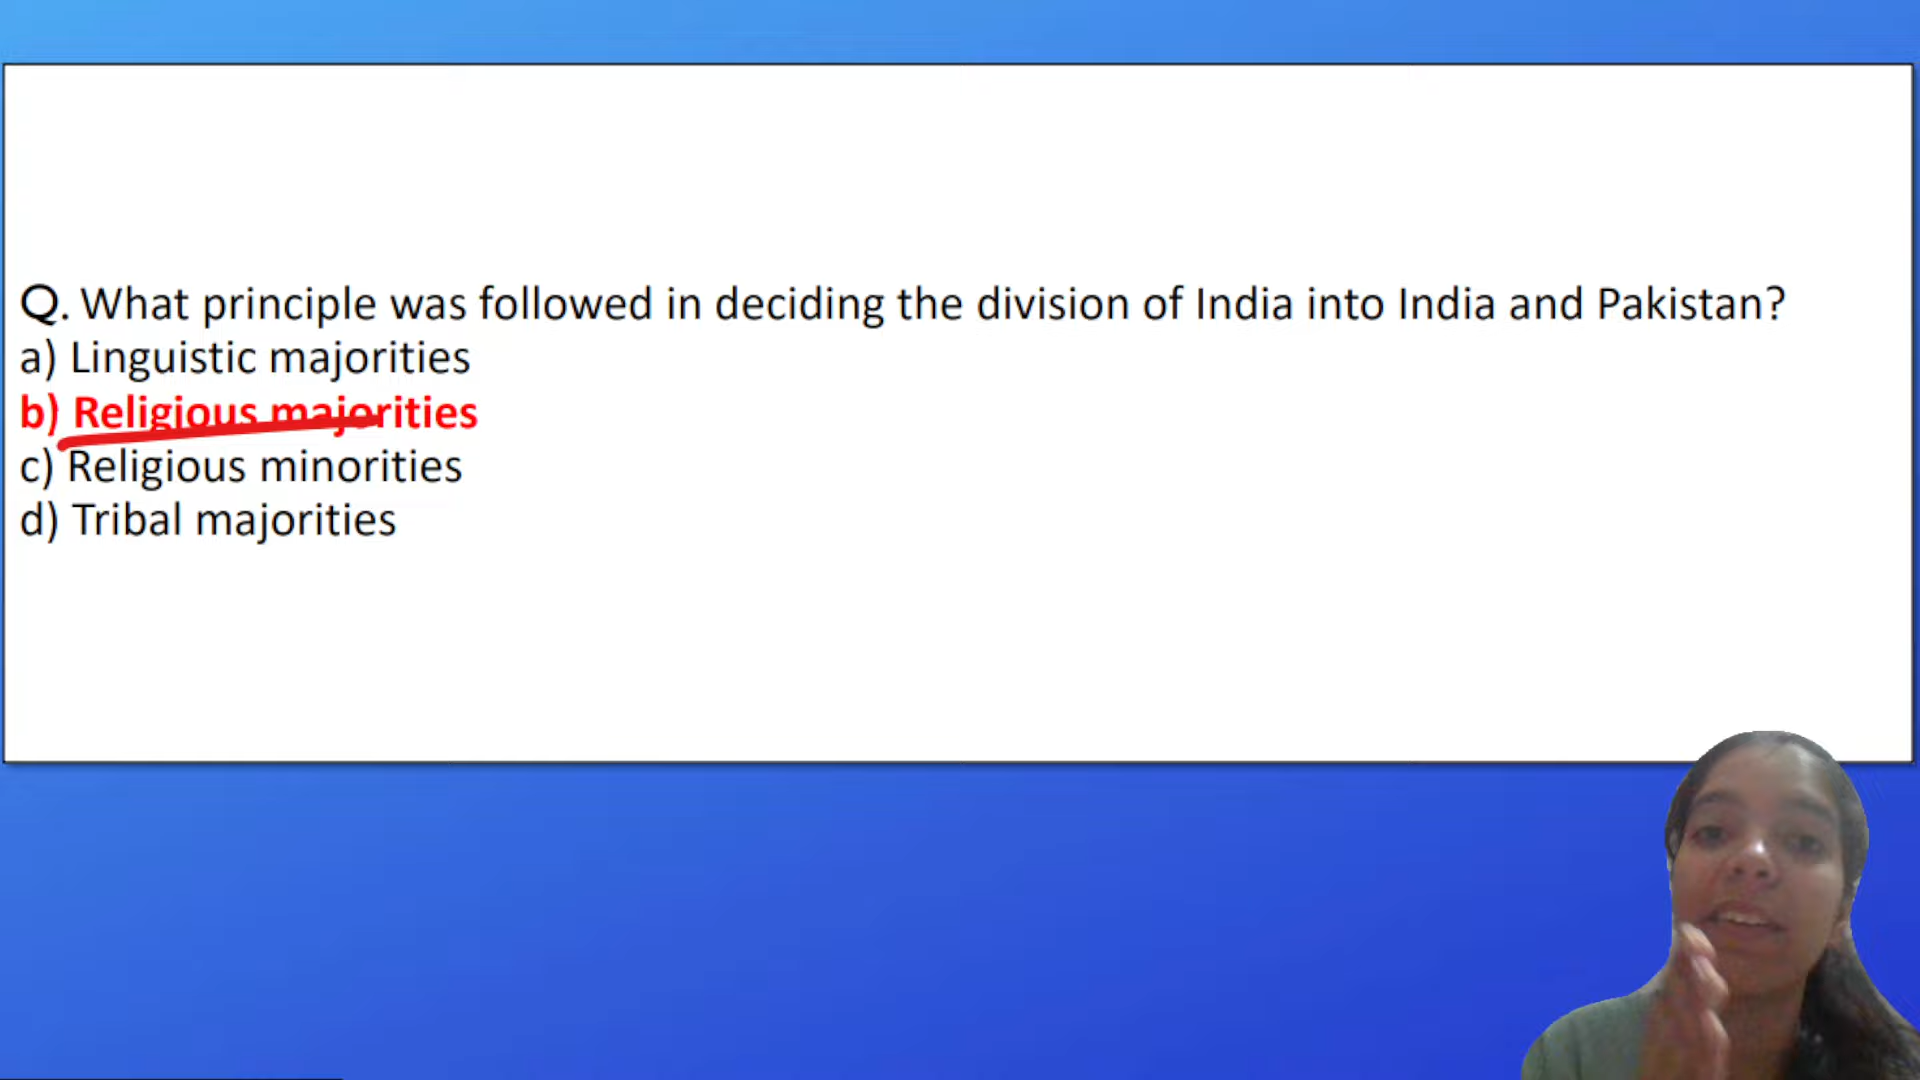 Q. What principle was followed in deciding the division of India into India and Pakistan?
a) Linguistic majorities
b) Religious majorities
c) Religious minorities
d) Tribal majorities